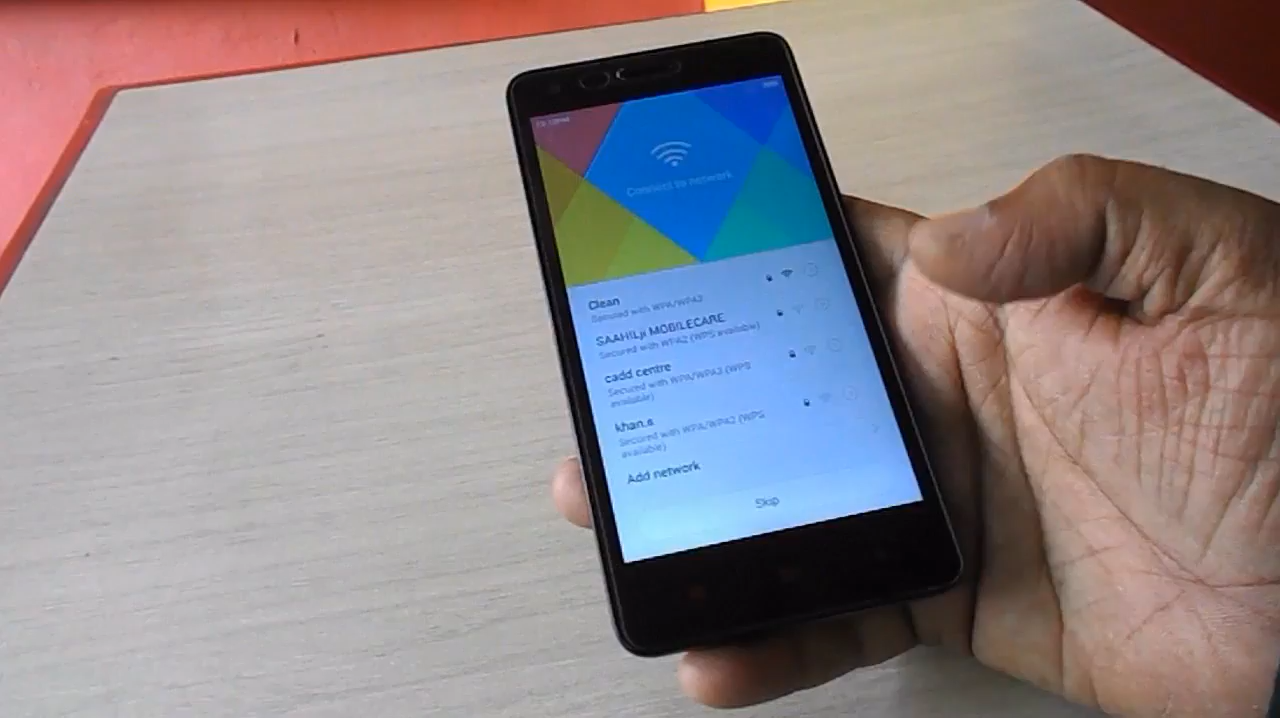 Connect to network
Clean
Secured with WPA/WPA2
SAAHILji MOBILECARE
Secured with WPA2 (WPS available)
cadd centre
Secured with WPA/WPA2 (WPS
available)
khan.s
Secured with WPA/WPA2 (WPS
available)
Add network
Skip